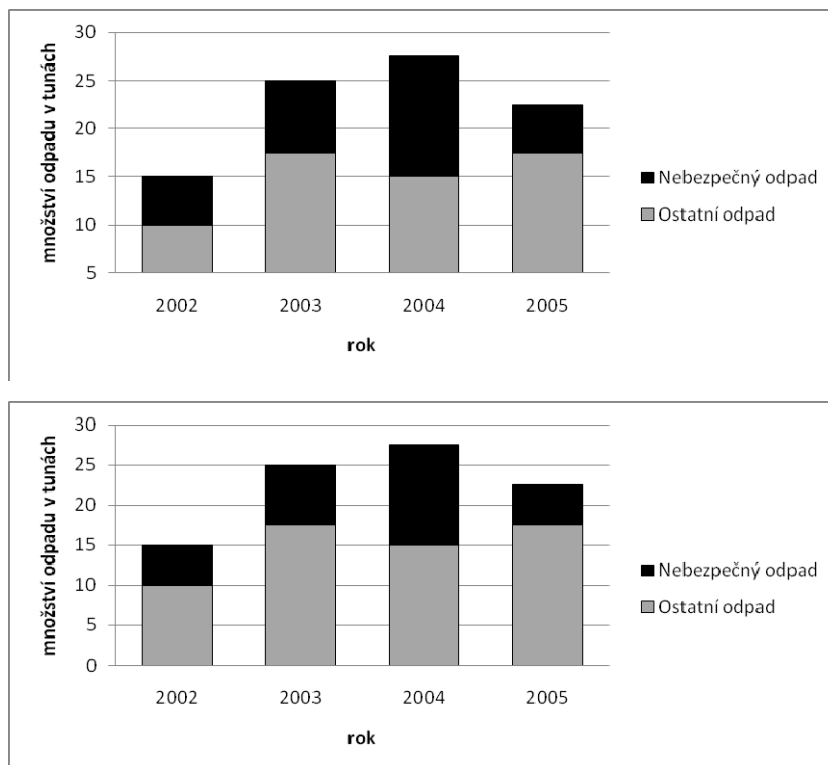 množství odpadu v tunách
30
25
20
15
10
5
2002 2003 2004 2005
rok
Nebezpečný odpad
Ostatní odpad
množství odpadu v tunách
30
25
20
15
10
5
0
2002 2003 2004 2005
rok
Nebezpečný odpad
Ostatní odpad